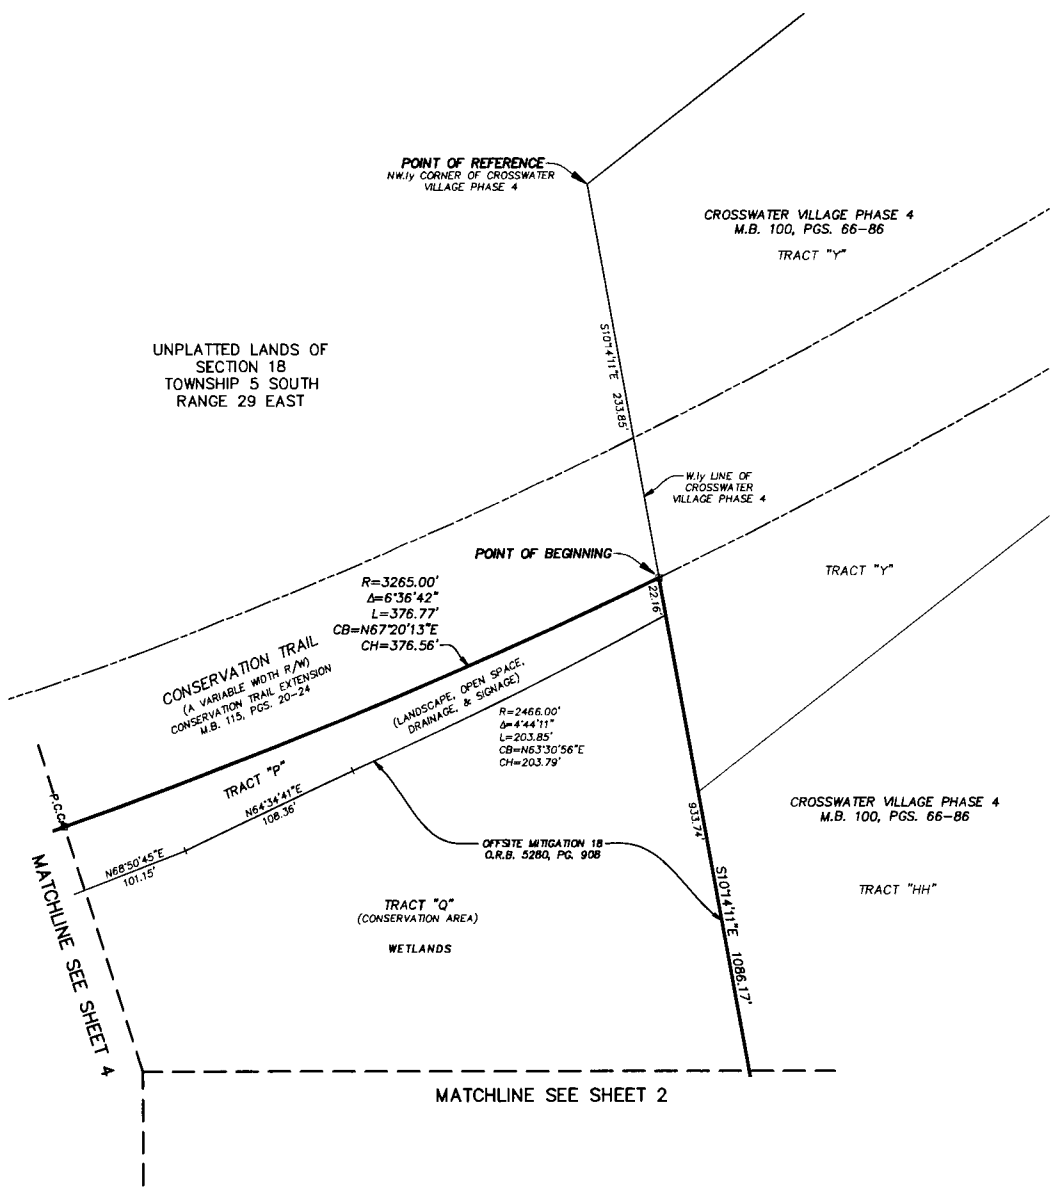 POINT OF REFERENCE
NW.ly CORNER OF CROSSWATER
VILLAGE PHASE 4
CROSSWATER VILLAGE PHASE 4
M.B. 100, PGS. 66-86
TRACT "Y"
UNPLATTED LANDS OF
SECTION 18
TOWNSHIP 5 SOUTH
RANGE 29 EAST
S10°14'11"E 233.85'
W.ly LINE OF
CROSSWATER
VILLAGE PHASE 4
POINT OF BEGINNING
TRACT "Y"
R=3265.00'
Δ=6°36'42"
L=376.77'
CB=N67°20'13"E
CH=376.56'
22.16'
CONSERVATION TRAIL
(A VARIABLE WIDTH R/W)
CONSERVATION TRAIL EXTENSION
M.B. 115, PGS. 20-24
(LANDSCAPE, OPEN SPACE,
DRAINAGE, & SIGNAGE)
R=2466.00'
Δ=4°44'11"
L=203.85'
CB=N63°30'56"E
CH=203.79'
TRACT "P"
P.C.C.
N64°34'41"E
108.36'
933.74'
CROSSWATER VILLAGE PHASE 4
M.B. 100, PGS. 66-86
OFFSITE MITIGATION 18
O.R.B. 5280, PG. 908
N68°50'45"E
101.15'
TRACT "HH"
TRACT "Q"
(CONSERVATION AREA)
WETLANDS
S10°14'11"E 1086.17'
MATCHLINE SEE SHEET 4
MATCHLINE SEE SHEET 2